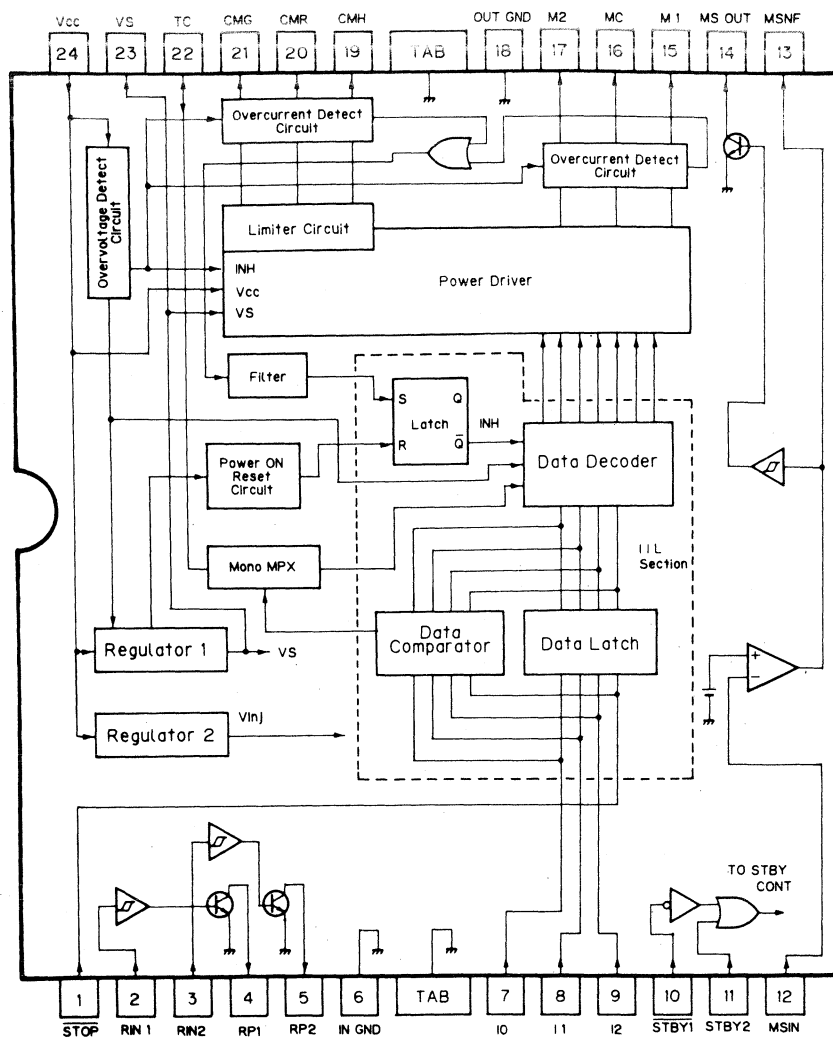 Vcc VS TC CMG CMR CMH OUT GND M2 MC M1 MS OUT MSNF
24 23 22 21 20 19 TAB 18 17 16 15 14 13
Overcurrent Detect
Circuit
Overcurrent Detect
Circuit
Overvoltage Detect
Circuit
Limiter Circuit
INH
Vcc
VS
Power Driver
Filter
S Q
Latch
R Q̅
INH
Data Decoder
Power ON
Reset
Circuit
Mono MPX
IIL
Section
Data
Comparator
Data Latch
Regulator 1
VS
Regulator 2
VInj
+
−
TO STBY
CONT
1 2 3 4 5 6 TAB 7 8 9 10 11 12
S̅T̅O̅P̅ RIN 1 RIN2 RP1 RP2 IN GND I0 I1 I2 S̅T̅B̅Y̅1̅ STBY2 MSIN